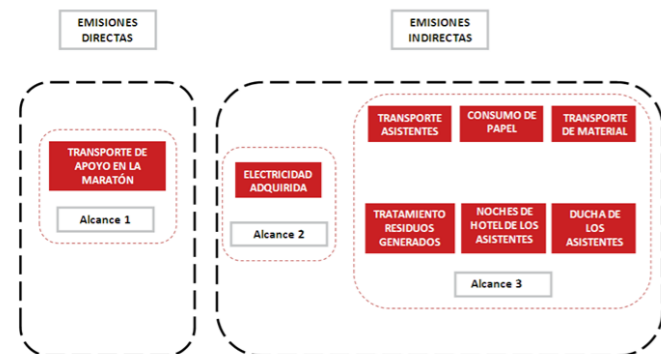 EMISIONES
DIRECTAS
EMISIONES
INDIRECTAS
TRANSPORTE DE
APOYO EN LA
MARATÓN
Alcance 1
ELECTRICIDAD
ADQUIRIDA
Alcance 2
TRANSPORTE
ASISTENTES
CONSUMO DE
PAPEL
TRANSPORTE
DE MATERIAL
TRATAMIENTO
RESIDUOS
GENERADOS
NOCHES DE
HOTEL DE LOS
ASISTENTES
DUCHA DE
LOS
ASISTENTES
Alcance 3